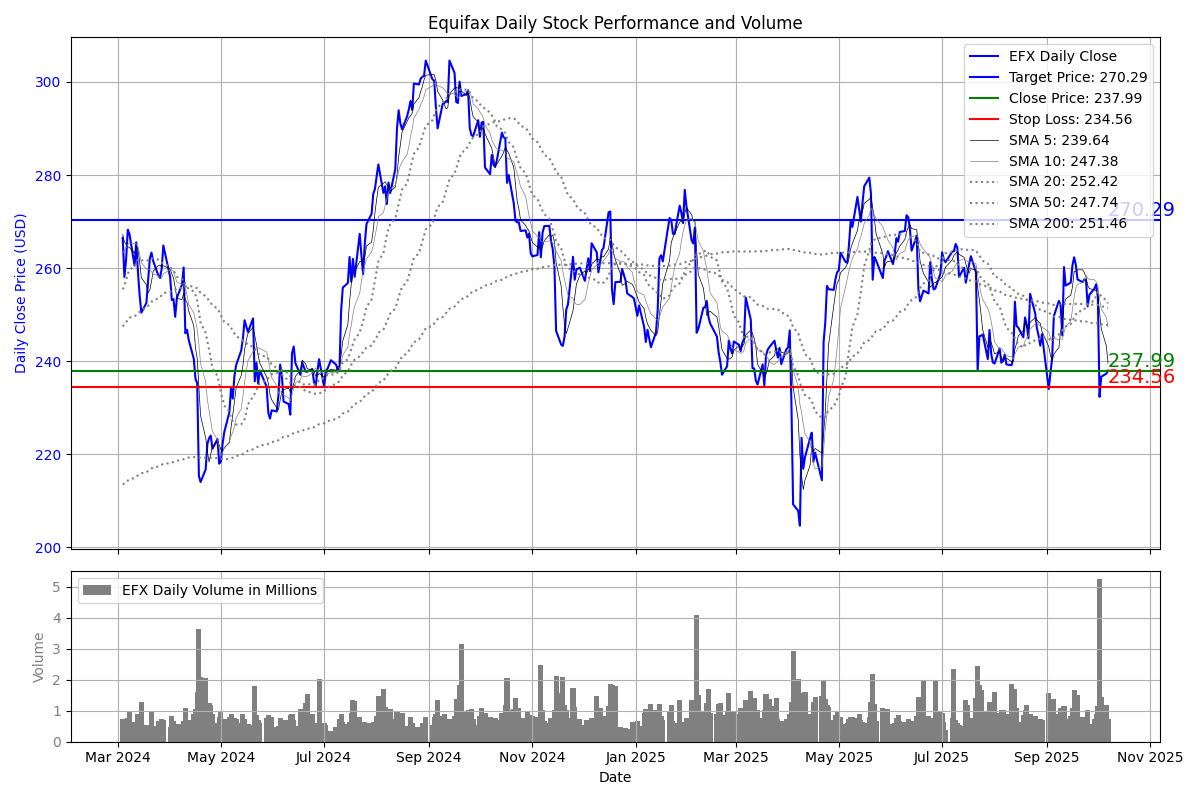 Equifax Daily Stock Performance and Volume
Daily Close Price (USD)
300
280
260
240
220
200
EFX Daily Close
Target Price: 270.29
Close Price: 237.99
Stop Loss: 234.56
SMA 5: 239.64
SMA 10: 247.38
SMA 20: 252.42
SMA 50: 247.74
SMA 200: 251.46
270.29
237.99
234.56
EFX Daily Volume in Millions
Volume
5
4
3
2
1
0
Mar 2024 May 2024 Jul 2024 Sep 2024 Nov 2024 Jan 2025 Mar 2025 May 2025 Jul 2025 Sep 2025 Nov 2025
Date